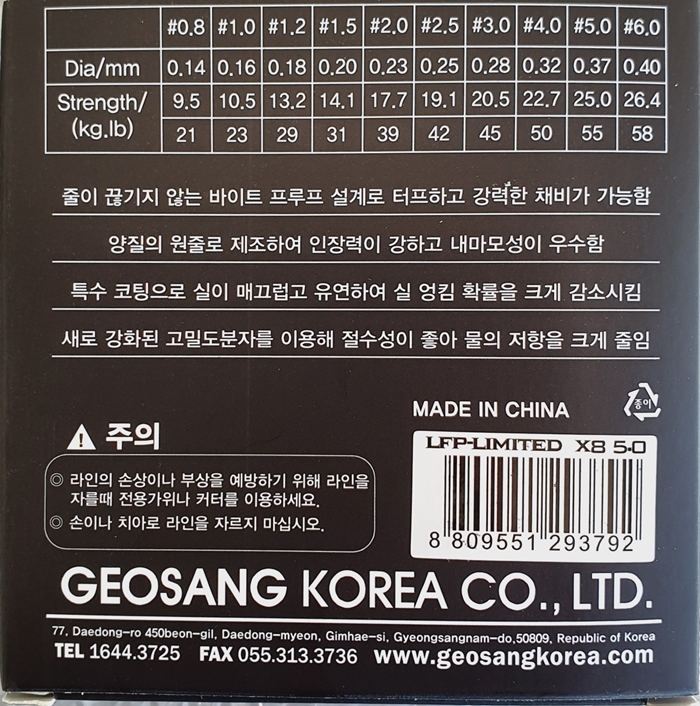 #0.8 #1.0 #1.2 #1.5 #2.0 #2.5 #3.0 #4.0 #5.0 #6.0
Dia/mm 0.14 0.16 0.18 0.20 0.23 0.25 0.28 0.32 0.37 0.40
Strength/ 9.5 10.5 13.2 14.1 17.7 19.1 20.5 22.7 25.0 26.4
(kg.lb) 21 23 29 31 39 42 45 50 55 58
줄이 끊기지 않는 바이트 프루프 설계로 터프하고 강력한 채비가 가능함
양질의 원줄로 제조하여 인장력이 강하고 내마모성이 우수함
특수 코팅으로 실이 매끄럽고 유연하여 실 엉킴 확률을 크게 감소시킴
새로 강화된 고밀도분자를 이용해 절수성이 좋아 물의 저항을 크게 줄임
MADE IN CHINA
종이
주의
LFP-LIMITED X8 5.0
◎ 라인의 손상이나 부상을 예방하기 위해 라인을
자를때 전용가위나 커터를 이용하세요.
◎ 손이나 치아로 라인을 자르지 마십시오.
8 809551 293792
GEOSANG KOREA CO., LTD.
77, Daedong-ro 450beon-gil, Daedong-myeon, Gimhae-si, Gyeongsangnam-do,50809, Republic of Korea
TEL 1644.3725 FAX 055.313.3736 www.geosangkorea.com